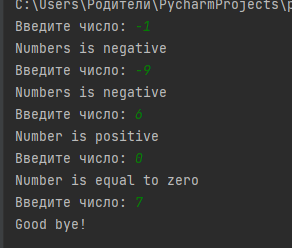 C:\Users\Родители\PycharmProjects\p
Введите число: -1
Numbers is negative
Введите число: -9
Numbers is negative
Введите число: 6
Number is positive
Введите число: 0
Number is equal to zero
Введите число: 7
Good bye!